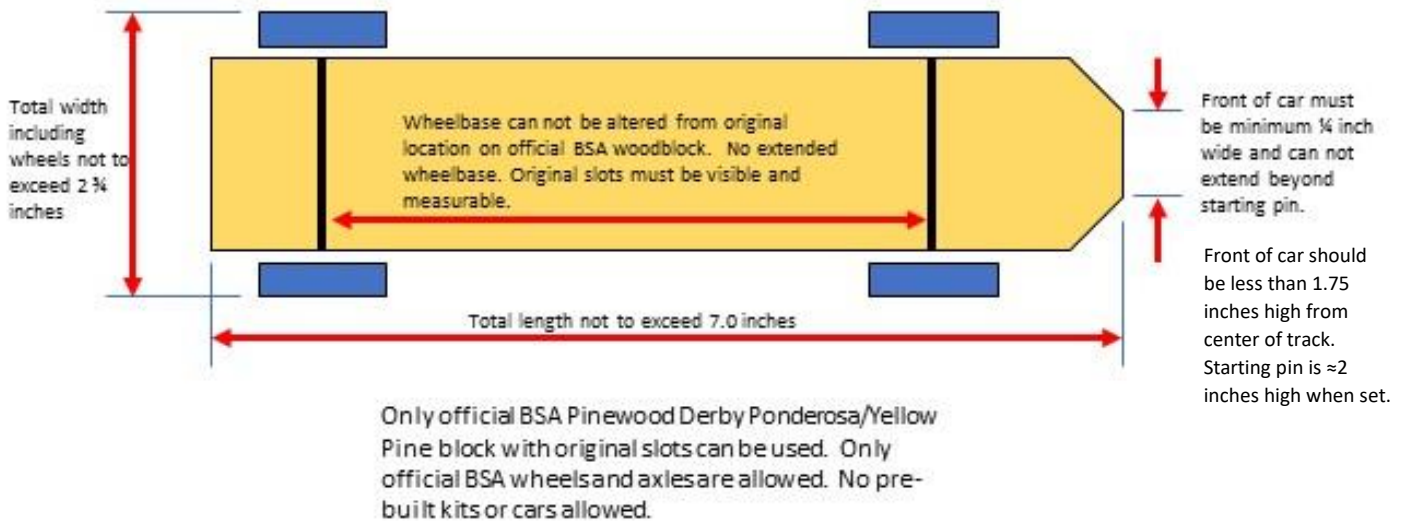 Total width
including
wheels not to
exceed 2 ¾
inches
Wheelbase can not be altered from original
location on official BSA woodblock. No extended
wheelbase. Original slots must be visible and
measurable.
Front of car must
be minimum ¼ inch
wide and can not
extend beyond
starting pin.
Front of car should
be less than 1.75
inches high from
center of track.
Starting pin is ≈2
inches high when set.
Total length not to exceed 7.0 inches
Only official BSA Pinewood Derby Ponderosa/Yellow
Pine block with original slots can be used. Only
official BSA wheels and axles are allowed. No pre-
built kits or cars allowed.